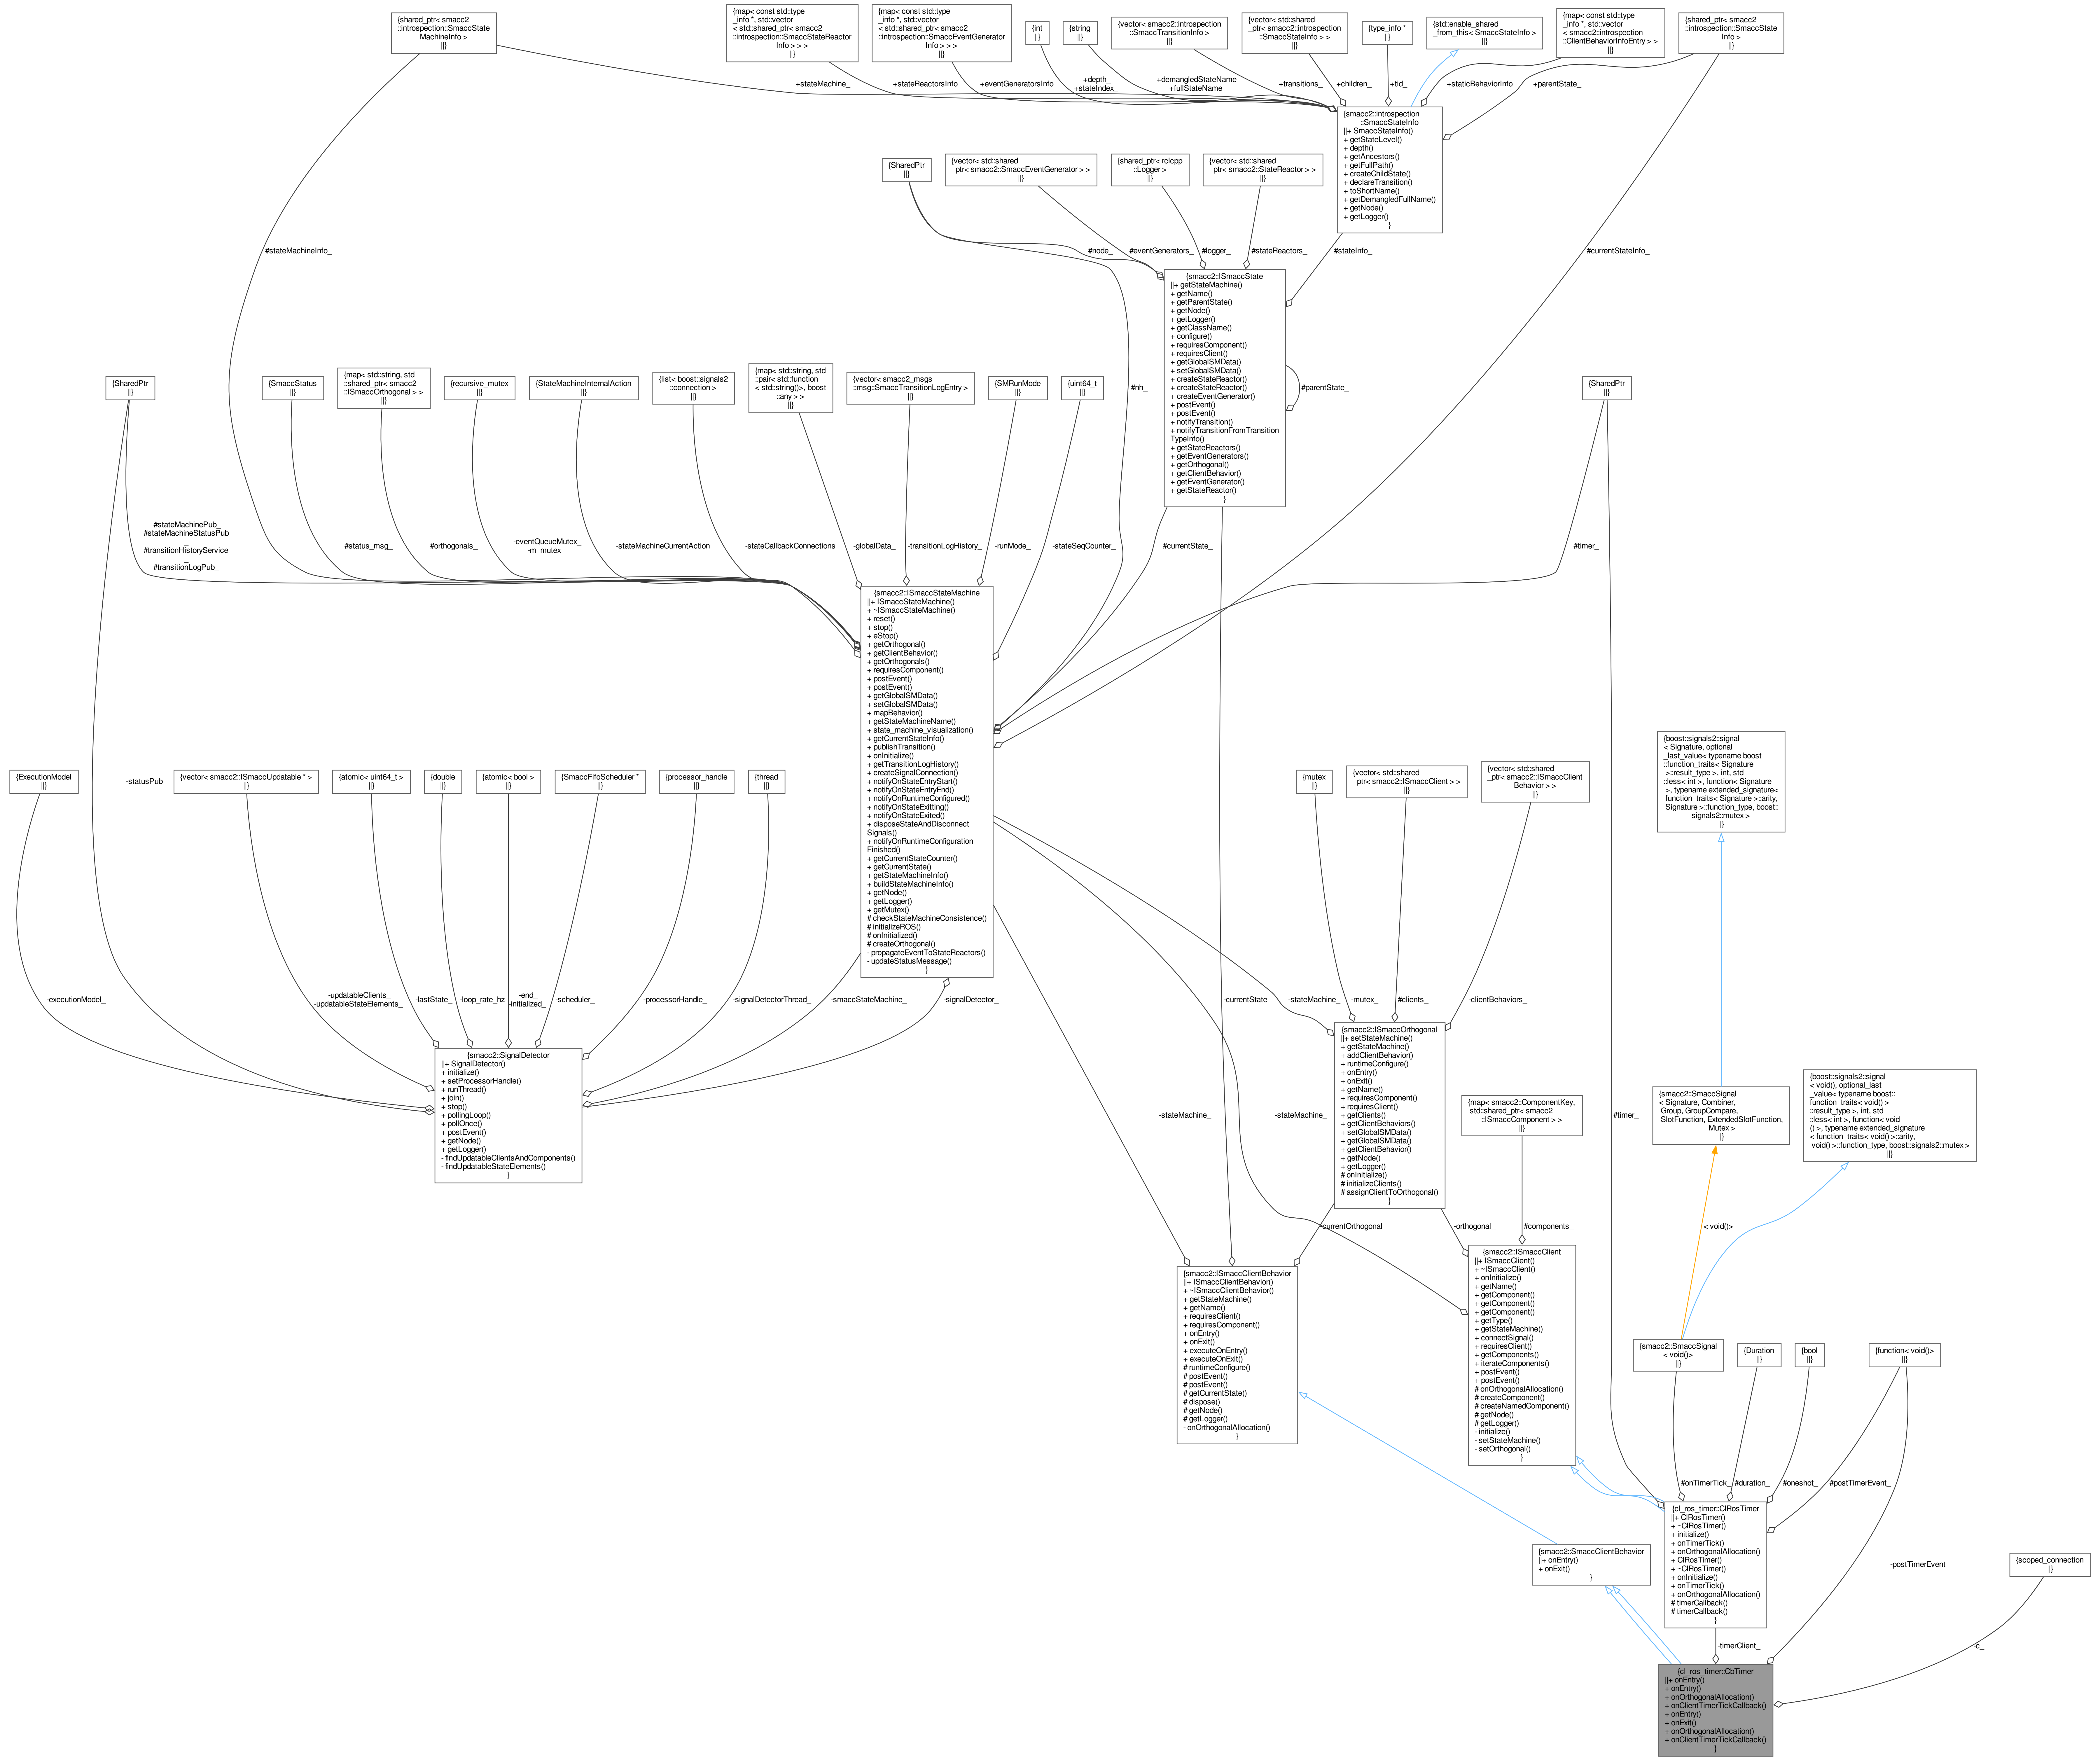 {shared_ptr< smacc2
::introspection::SmaccState
MachineInfo >
||}
{map< const std::type
_info *, std::vector
< std::shared_ptr< smacc2
::introspection::SmaccStateReactor
Info > > >
||}
{map< const std::type
_info *, std::vector
< std::shared_ptr< smacc2
::introspection::SmaccEventGenerator
Info > > >
||}
{int
||}
{string
||}
{vector< smacc2::introspection
::SmaccTransitionInfo >
||}
{vector< std::shared
_ptr< smacc2::introspection
::SmaccStateInfo > >
||}
{type_info *
||}
{std::enable_shared
_from_this< SmaccStateInfo >
||}
{map< const std::type
_info *, std::vector
< smacc2::introspection
::ClientBehaviorInfoEntry > >
||}
{shared_ptr< smacc2
::introspection::SmaccState
Info >
||}
+stateMachine_
+stateReactorsInfo
+eventGeneratorsInfo
+depth_
+stateIndex_
+demangledStateName
+fullStateName
+transitions_
+children_
+tid_
+staticBehaviorInfo
+parentState_
{smacc2::introspection
::SmaccStateInfo
||+ SmaccStateInfo()
+ getStateLevel()
+ depth()
+ getAncestors()
+ getFullPath()
+ createChildState()
+ declareTransition()
+ toShortName()
+ getDemangledFullName()
+ getNode()
+ getLogger()
}
{SharedPtr
||}
{vector< std::shared
_ptr< smacc2::SmaccEventGenerator > >
||}
{shared_ptr< rclcpp
::Logger >
||}
{vector< std::shared
_ptr< smacc2::StateReactor > >
||}
#stateMachineInfo_
#node_
#eventGenerators_
#logger_
#stateReactors_
#stateInfo_
#currentStateInfo_
{smacc2::ISmaccState
||+ getStateMachine()
+ getName()
+ getParentState()
+ getNode()
+ getLogger()
+ getClassName()
+ configure()
+ requiresComponent()
+ requiresClient()
+ getGlobalSMData()
+ setGlobalSMData()
+ createStateReactor()
+ createStateReactor()
+ createEventGenerator()
+ postEvent()
+ postEvent()
+ notifyTransition()
+ notifyTransitionFromTransition
TypeInfo()
+ getStateReactors()
+ getEventGenerators()
+ getOrthogonal()
+ getClientBehavior()
+ getEventGenerator()
+ getStateReactor()
}
#parentState_
#nh_
{SharedPtr
||}
{SmaccStatus
||}
{map< std::string, std
::shared_ptr< smacc2
::ISmaccOrthogonal > >
||}
{recursive_mutex
||}
{StateMachineInternalAction
||}
{list< boost::signals2
::connection >
||}
{map< std::string, std
::pair< std::function
< std::string()>, boost
::any > >
||}
{vector< smacc2_msgs
::msg::SmaccTransitionLogEntry >
||}
{SMRunMode
||}
{uint64_t
||}
{SharedPtr
||}
#stateMachinePub_
#stateMachineStatusPub
_
#transitionHistoryService
_
#transitionLogPub_
#status_msg_
#orthogonals_
-eventQueueMutex_
-m_mutex_
-stateMachineCurrentAction
-stateCallbackConnections
-globalData_
-transitionLogHistory_
-runMode_
-stateSeqCounter_
#currentState_
#timer_
{smacc2::ISmaccStateMachine
||+ ISmaccStateMachine()
+ ~ISmaccStateMachine()
+ reset()
+ stop()
+ eStop()
+ getOrthogonal()
+ getClientBehavior()
+ getOrthogonals()
+ requiresComponent()
+ postEvent()
+ postEvent()
+ getGlobalSMData()
+ setGlobalSMData()
+ mapBehavior()
+ getStateMachineName()
+ state_machine_visualization()
+ getCurrentStateInfo()
+ publishTransition()
+ onInitialize()
+ getTransitionLogHistory()
+ createSignalConnection()
+ notifyOnStateEntryStart()
+ notifyOnStateEntryEnd()
+ notifyOnRuntimeConfigured()
+ notifyOnStateExitting()
+ notifyOnStateExited()
+ disposeStateAndDisconnect
Signals()
+ notifyOnRuntimeConfiguration
Finished()
+ getCurrentStateCounter()
+ getCurrentState()
+ getStateMachineInfo()
+ buildStateMachineInfo()
+ getNode()
+ getLogger()
+ getMutex()
# checkStateMachineConsistence()
# initializeROS()
# onInitialized()
# createOrthogonal()
- propagateEventToStateReactors()
- updateStatusMessage()
}
{ExecutionModel
||}
-statusPub_
{vector< smacc2::ISmaccUpdatable * >
||}
{atomic< uint64_t >
||}
{double
||}
{atomic< bool >
||}
{SmaccFifoScheduler *
||}
{processor_handle
||}
{thread
||}
{mutex
||}
{vector< std::shared
_ptr< smacc2::ISmaccClient > >
||}
{vector< std::shared
_ptr< smacc2::ISmaccClient
Behavior > >
||}
{boost::signals2::signal
< Signature, optional
_last_value< typename boost
::function_traits< Signature
>::result_type >, int, std
::less< int >, function< Signature
>, typename extended_signature<
function_traits< Signature >::arity,
Signature >::function_type, boost::
signals2::mutex >
||}
-executionModel_
-updatableClients_
-updatableStateElements_
-lastState_
-loop_rate_hz
-end_
-initialized_
-scheduler_
-processorHandle_
-signalDetectorThread_
-smaccStateMachine_
-signalDetector_
-currentState
-stateMachine_
-mutex_
#clients_
-clientBehaviors_
{smacc2::SignalDetector
||+ SignalDetector()
+ initialize()
+ setProcessorHandle()
+ runThread()
+ join()
+ stop()
+ pollingLoop()
+ pollOnce()
+ postEvent()
+ getNode()
+ getLogger()
- findUpdatableClientsAndComponents()
- findUpdatableStateElements()
}
{smacc2::ISmaccOrthogonal
||+ setStateMachine()
+ getStateMachine()
+ addClientBehavior()
+ runtimeConfigure()
+ onEntry()
+ onExit()
+ getName()
+ requiresComponent()
+ requiresClient()
+ getClients()
+ getClientBehaviors()
+ setGlobalSMData()
+ getGlobalSMData()
+ getClientBehavior()
+ getNode()
+ getLogger()
# onInitialize()
# initializeClients()
# assignClientToOrthogonal()
}
-stateMachine_
-stateMachine_
{map< smacc2::ComponentKey,
std::shared_ptr< smacc2
::ISmaccComponent > >
||}
#timer_
{smacc2::SmaccSignal
< Signature, Combiner,
Group, GroupCompare,
SlotFunction, ExtendedSlotFunction,
Mutex >
||}
{boost::signals2::signal
< void(), optional_last
_value< typename boost::
function_traits< void()
>::result_type >, int, std
::less< int >, function< void
() >, typename extended_signature
< function_traits< void() >::arity,
void() >::function_type, boost::signals2::mutex >
||}
-currentOrthogonal
-orthogonal_
#components_
< void()>
{smacc2::ISmaccClientBehavior
||+ ISmaccClientBehavior()
+ ~ISmaccClientBehavior()
+ getStateMachine()
+ getName()
+ requiresClient()
+ requiresComponent()
+ onEntry()
+ onExit()
+ executeOnEntry()
+ executeOnExit()
# runtimeConfigure()
# postEvent()
# postEvent()
# getCurrentState()
# dispose()
# getNode()
# getLogger()
- onOrthogonalAllocation()
}
{smacc2::ISmaccClient
||+ ISmaccClient()
+ ~ISmaccClient()
+ onInitialize()
+ getName()
+ getComponent()
+ getComponent()
+ getComponent()
+ getType()
+ getStateMachine()
+ connectSignal()
+ requiresClient()
+ getComponents()
+ iterateComponents()
+ postEvent()
+ postEvent()
# onOrthogonalAllocation()
# createComponent()
# createNamedComponent()
# getNode()
# getLogger()
- initialize()
- setStateMachine()
- setOrthogonal()
}
{smacc2::SmaccSignal
< void()>
||}
{Duration
||}
{bool
||}
{function< void()>
||}
#onTimerTick_
#duration_
#oneshot_
#postTimerEvent_
{cl_ros_timer::ClRosTimer
||+ ClRosTimer()
+ ~ClRosTimer()
+ initialize()
+ onTimerTick()
+ onOrthogonalAllocation()
+ ClRosTimer()
+ ~ClRosTimer()
+ onInitialize()
+ onTimerTick()
+ onOrthogonalAllocation()
# timerCallback()
# timerCallback()
}
{smacc2::SmaccClientBehavior
||+ onEntry()
+ onExit()
}
-postTimerEvent_
{scoped_connection
||}
-timerClient_
-c_
{cl_ros_timer::CbTimer
||+ onEntry()
+ onEntry()
+ onOrthogonalAllocation()
+ onClientTimerTickCallback()
+ onEntry()
+ onExit()
+ onOrthogonalAllocation()
+ onClientTimerTickCallback()
}